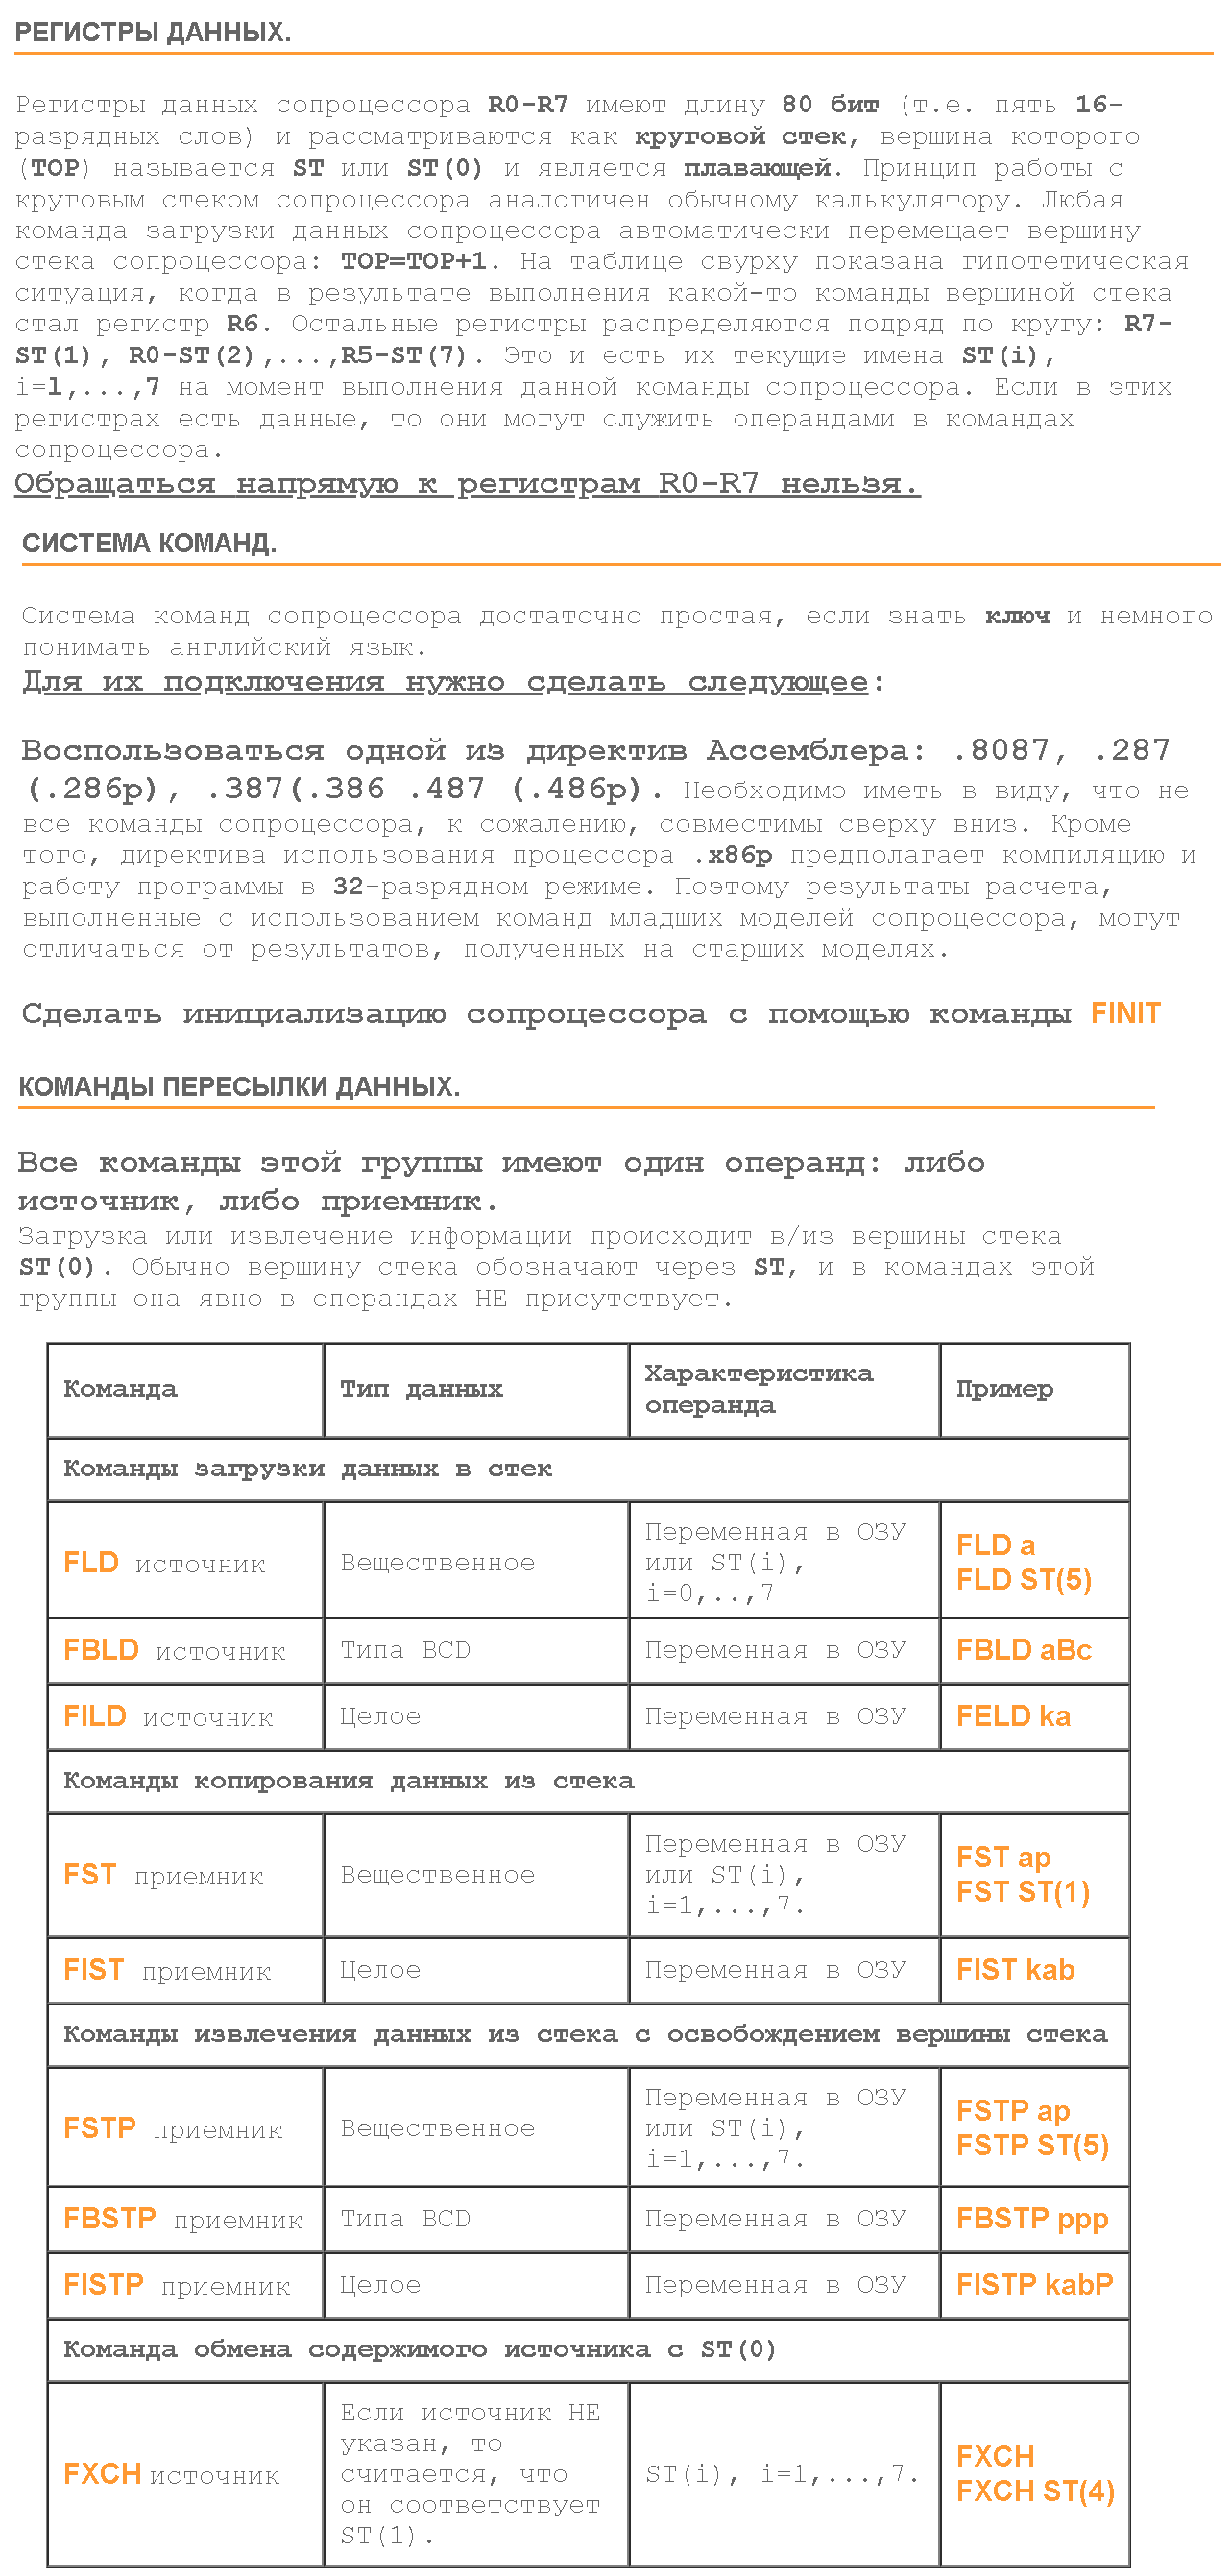 РЕГИСТРЫ ДАННЫХ.
Регистры данных сопроцессора R0-R7 имеют длину 80 бит (т.е. пять 16-
разрядных слов) и рассматриваются как круговой стек, вершина которого
(TOP) называется ST или ST(0) и является плавающей. Принцип работы с
круговым стеком сопроцессора аналогичен обычному калькулятору. Любая
команда загрузки данных сопроцессора автоматически перемещает вершину
стека сопроцессора: TOP=TOP+1. На таблице свурху показана гипотетическая
ситуация, когда в результате выполнения какой-то команды вершиной стека
стал регистр R6. Остальные регистры распределяются подряд по кругу: R7-
ST(1), R0-ST(2),...,R5-ST(7). Это и есть их текущие имена ST(i),
i=l,...,7 на момент выполнения данной команды сопроцессора. Если в этих
регистрах есть данные, то они могут служить операндами в командах
сопроцессора.
Обращаться напрямую к регистрам R0-R7 нельзя.
СИСТЕМА КОМАНД.
Система команд сопроцессора достаточно простая, если знать ключ и немного
понимать английский язык.
Для их подключения нужно сделать следующее:
Воспользоваться одной из директив Ассемблера: .8087, .287
(.286p), .387(.386 .487 (.486p). Необходимо иметь в виду, что не
все команды сопроцессора, к сожалению, совместимы сверху вниз. Кроме
того, директива использования процессора .x86p предполагает компиляцию и
работу программы в 32-разрядном режиме. Поэтому результаты расчета,
выполненные с использованием команд младших моделей сопроцессора, могут
отличаться от результатов, полученных на старших моделях.
Сделать инициализацию сопроцессора с помощью команды FINIT
КОМАНДЫ ПЕРЕСЫЛКИ ДАННЫХ.
Все команды этой группы имеют один операнд: либо
источник, либо приемник.
Загрузка или извлечение информации происходит в/из вершины стека
ST(0). Обычно вершину стека обозначают через ST, и в командах этой
группы она явно в операндах НЕ присутствует.
Команда
Тип данных
Характеристика
операнда
Пример
Команды загрузки данных в стек
FLD источник
Вещественное
Переменная в ОЗУ
или ST(i),
i=0,..,7
FLD a
FLD ST(5)
FBLD источник
Типа BCD
Переменная в ОЗУ
FBLD aBc
FILD источник
Целое
Переменная в ОЗУ
FELD ka
Команды копирования данных из стека
FST приемник
Вещественное
Переменная в ОЗУ
или ST(i),
i=1,...,7.
FST ap
FST ST(1)
FIST приемник
Целое
Переменная в ОЗУ
FIST kab
Команды извлечения данных из стека с освобождением вершины стека
FSTP приемник
Вещественное
Переменная в ОЗУ
или ST(i),
i=1,...,7.
FSTP ap
FSTP ST(5)
FBSTP приемник
Типа BCD
Переменная в ОЗУ
FBSTP ppp
FISTP приемник
Целое
Переменная в ОЗУ
FISTP kabP
Команда обмена содержимого источника с ST(0)
FXCH источник
Если источник НЕ
указан, то
считается, что
он соответствует
ST(1).
ST(i), i=1,...,7.
FXCH
FXCH ST(4)